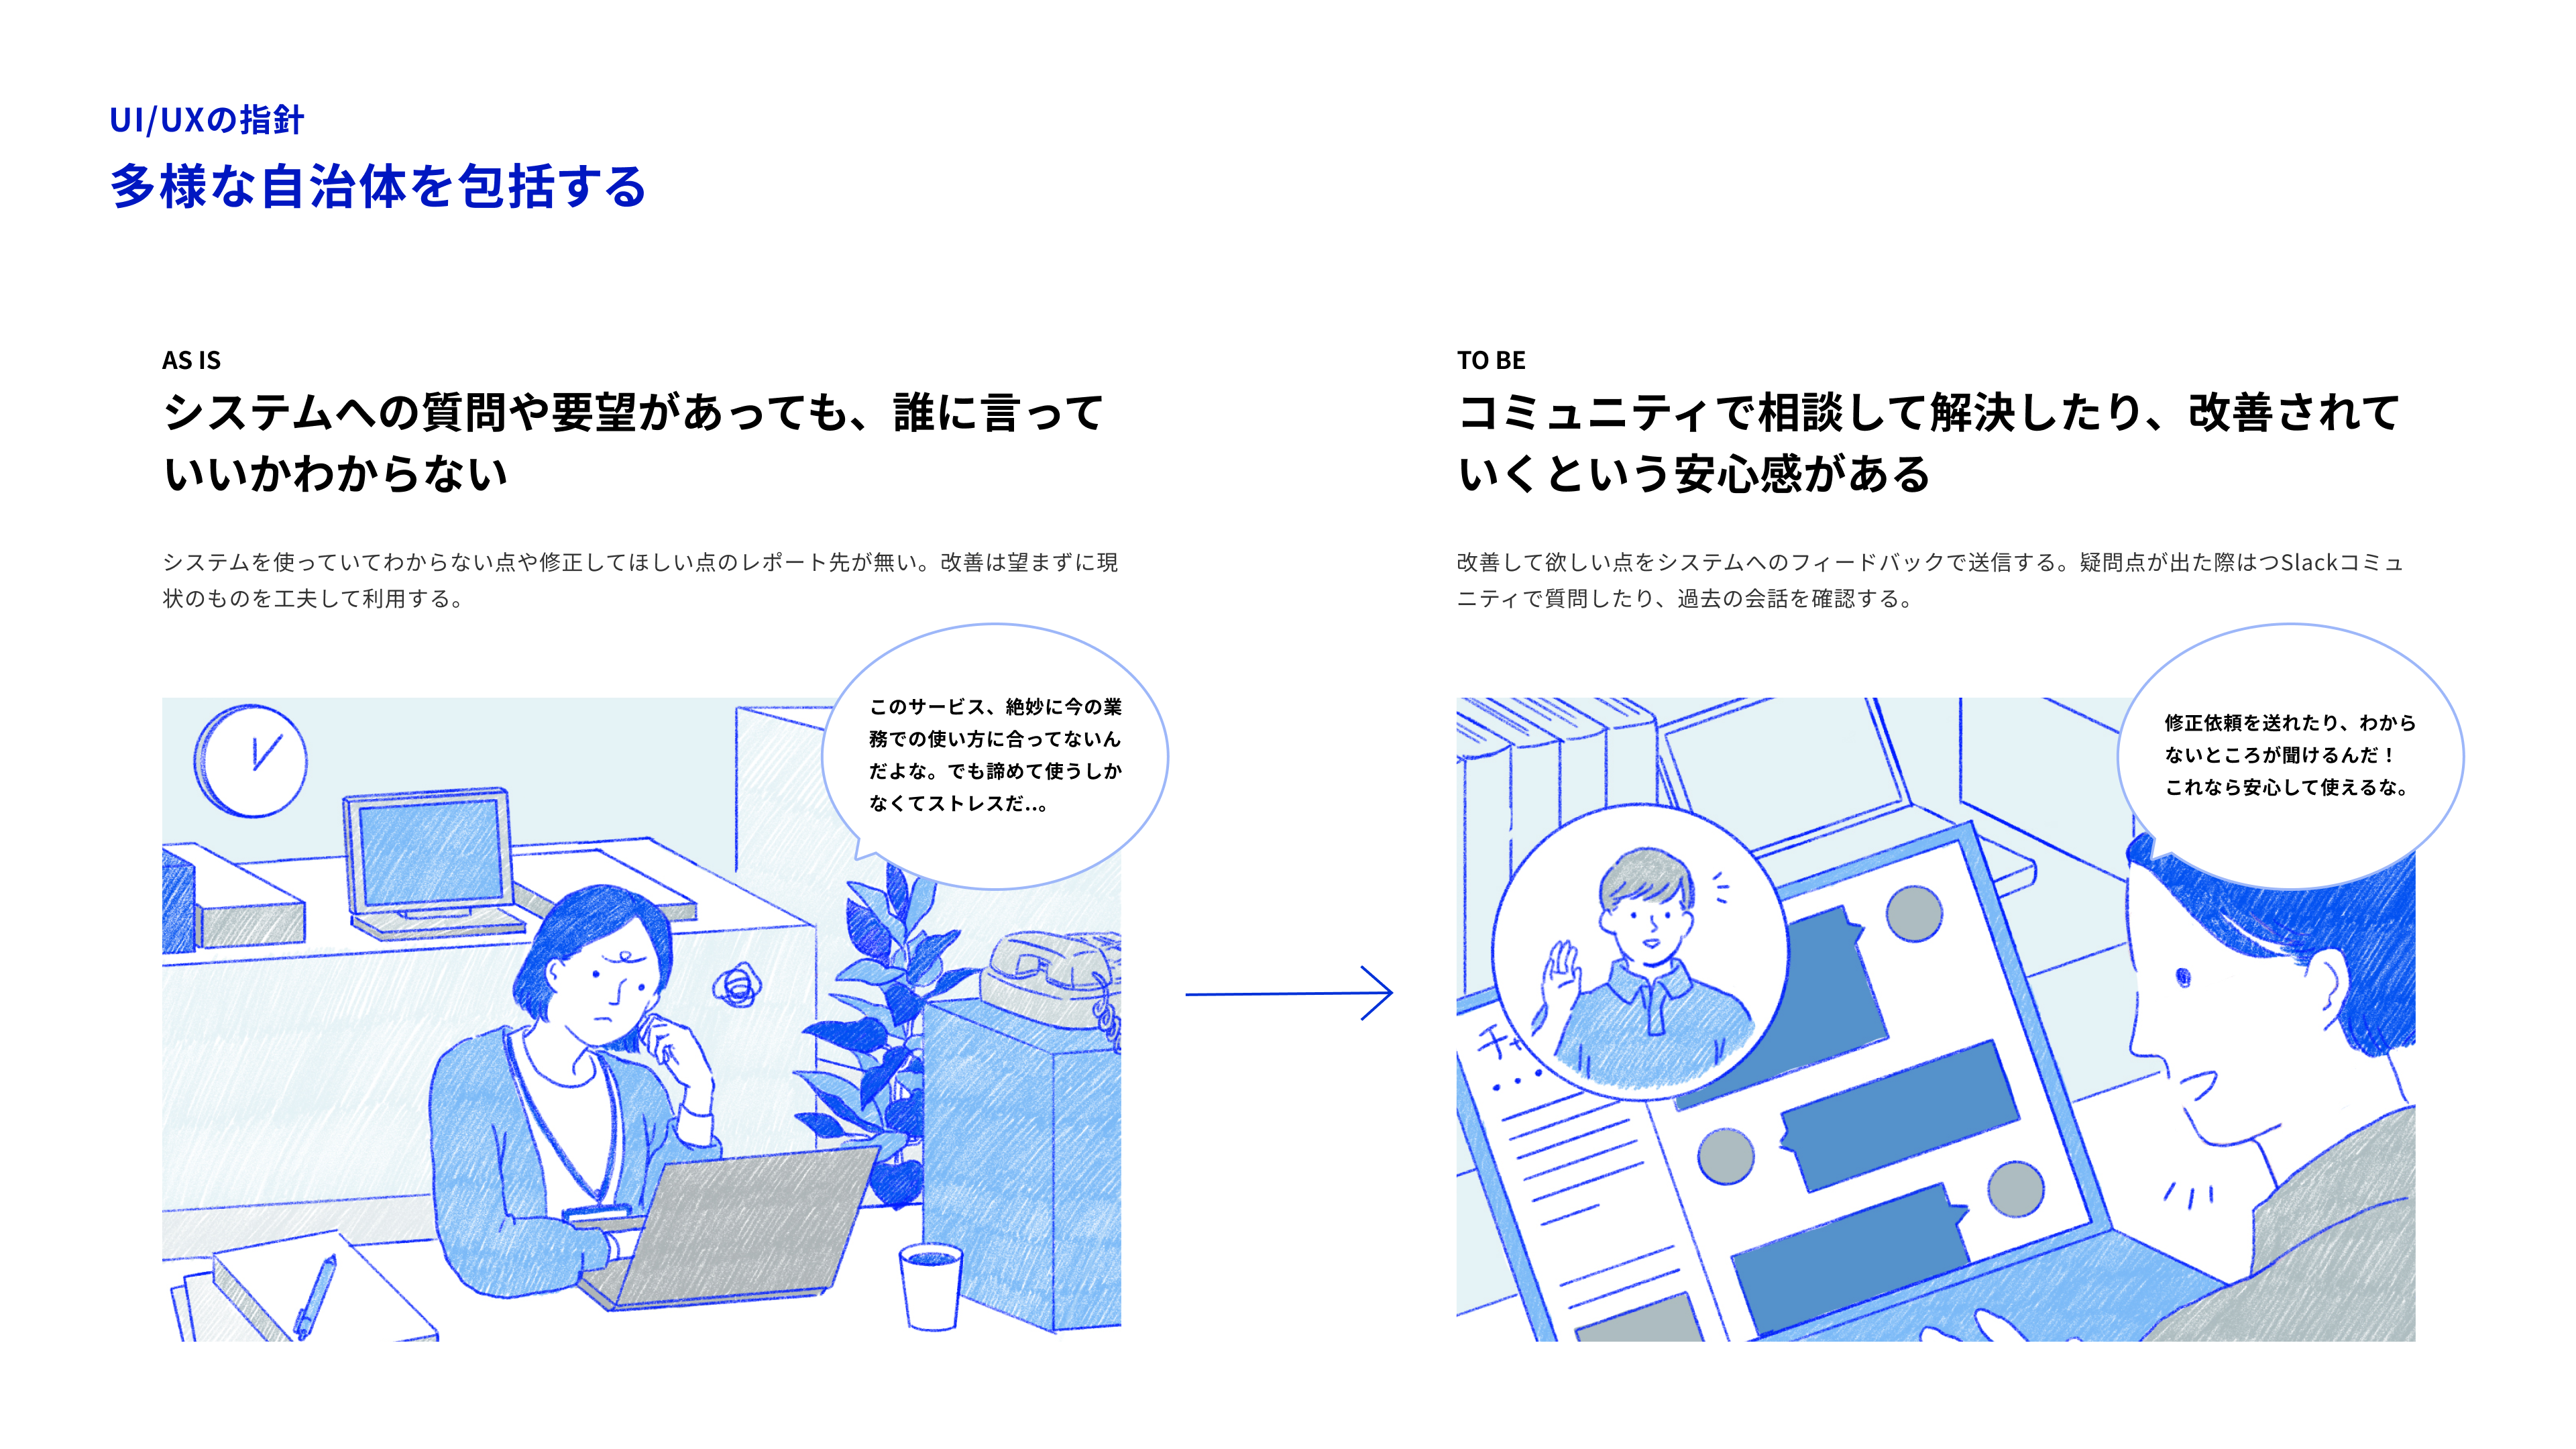 UI/UXの指針
多様な自治体を包括する
AS IS
システムへの質問や要望があっても、誰に言って
いいかわからない
システムを使っていてわからない点や修正してほしい点のレポート先が無い。改善は望まずに現
状のものを工夫して利用する。
このサービス、絶妙に今の業
務での使い方に合ってないん
だよな。でも諦めて使うしか
なくてストレスだ..。
TO BE
コミュニティで相談して解決したり、改善されて
いくという安心感がある
改善して欲しい点をシステムへのフィードバックで送信する。疑問点が出た際はつSlackコミュ
ニティで質問したり、過去の会話を確認する。
修正依頼を送れたり、わから
ないところが聞けるんだ！
これなら安心して使えるな。